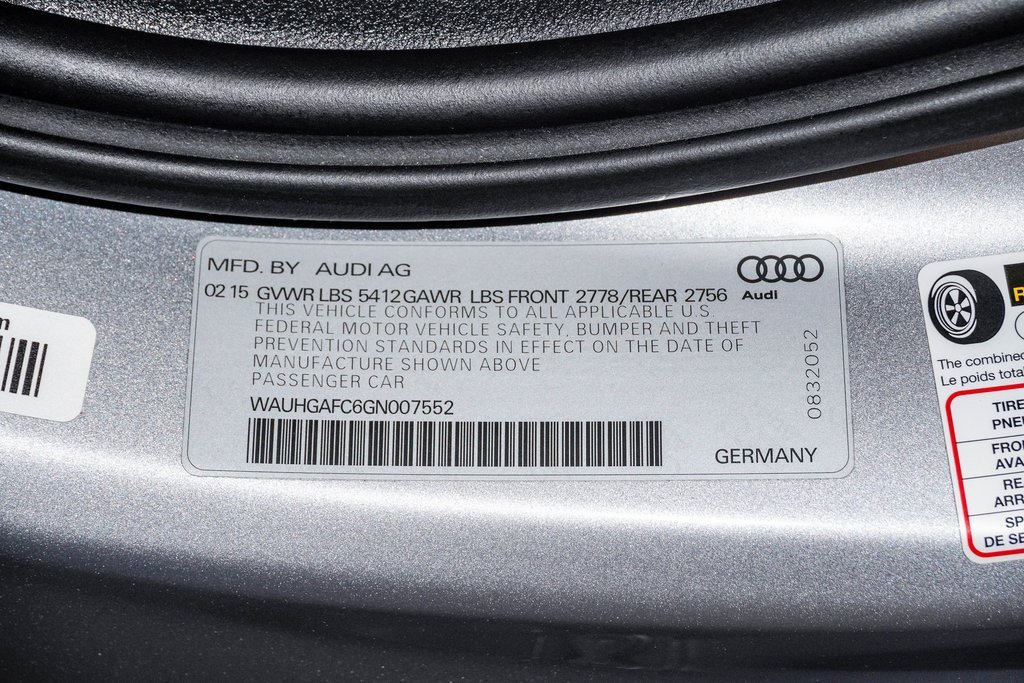 MFD. BY AUDI AG
Audi
02 15 GVWR LBS 5412 GAWR LBS FRONT 2778/REAR 2756
THIS VEHICLE CONFORMS TO ALL APPLICABLE U.S.
FEDERAL MOTOR VEHICLE SAFETY, BUMPER AND THEFT
PREVENTION STANDARDS IN EFFECT ON THE DATE OF
MANUFACTURE SHOWN ABOVE
PASSENGER CAR
WAUHGAFC6GN007552
0832052
GERMANY
The combined
Le poids tota
TIRE
PNE
FRO
AVA
RE
ARR
SP
DE SE